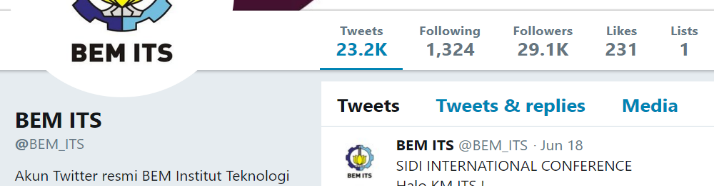 BEM ITS
Tweets Following Followers Likes Lists
23.2K 1,324 29.1K 231 1
BEM ITS
@BEM_ITS
Akun Twitter resmi BEM Institut Teknologi
Tweets Tweets & replies Media
BEM ITS @BEM_ITS · Jun 18
SIDI INTERNATIONAL CONFERENCE
Halo KM ITS !